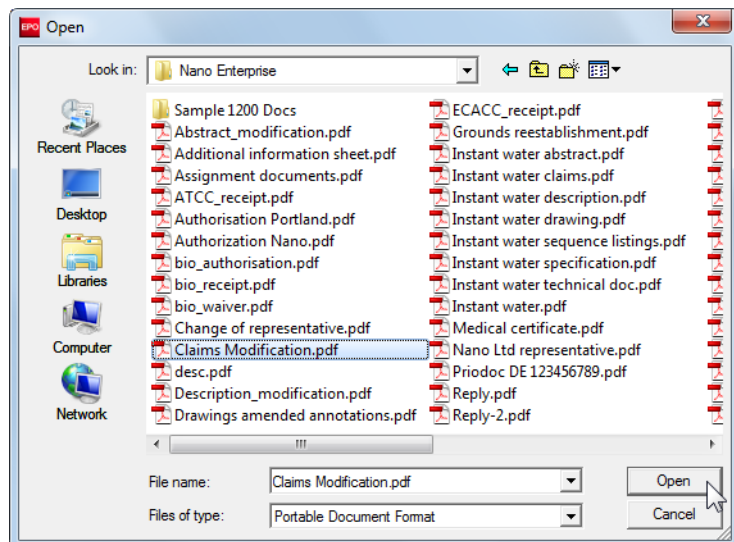 EPO Open
Look in: Nano Enterprise
Recent Places
Desktop
Libraries
Computer
Network
Sample 1200 Docs
Abstract_modification.pdf
Additional information sheet.pdf
Assignment documents.pdf
ATCC_receipt.pdf
Authorisation Portland.pdf
Authorization Nano.pdf
bio_authorisation.pdf
bio_receipt.pdf
bio_waiver.pdf
Change of representative.pdf
Claims Modification.pdf
desc.pdf
Description_modification.pdf
Drawings amended annotations.pdf
ECACC_receipt.pdf
Grounds reestablishment.pdf
Instant water abstract.pdf
Instant water claims.pdf
Instant water description.pdf
Instant water drawing.pdf
Instant water sequence listings.pdf
Instant water specification.pdf
Instant water technical doc.pdf
Instant water.pdf
Medical certificate.pdf
Nano Ltd representative.pdf
Priodoc DE 123456789.pdf
Reply.pdf
Reply-2.pdf
File name: Claims Modification.pdf Open
Files of type: Portable Document Format Cancel